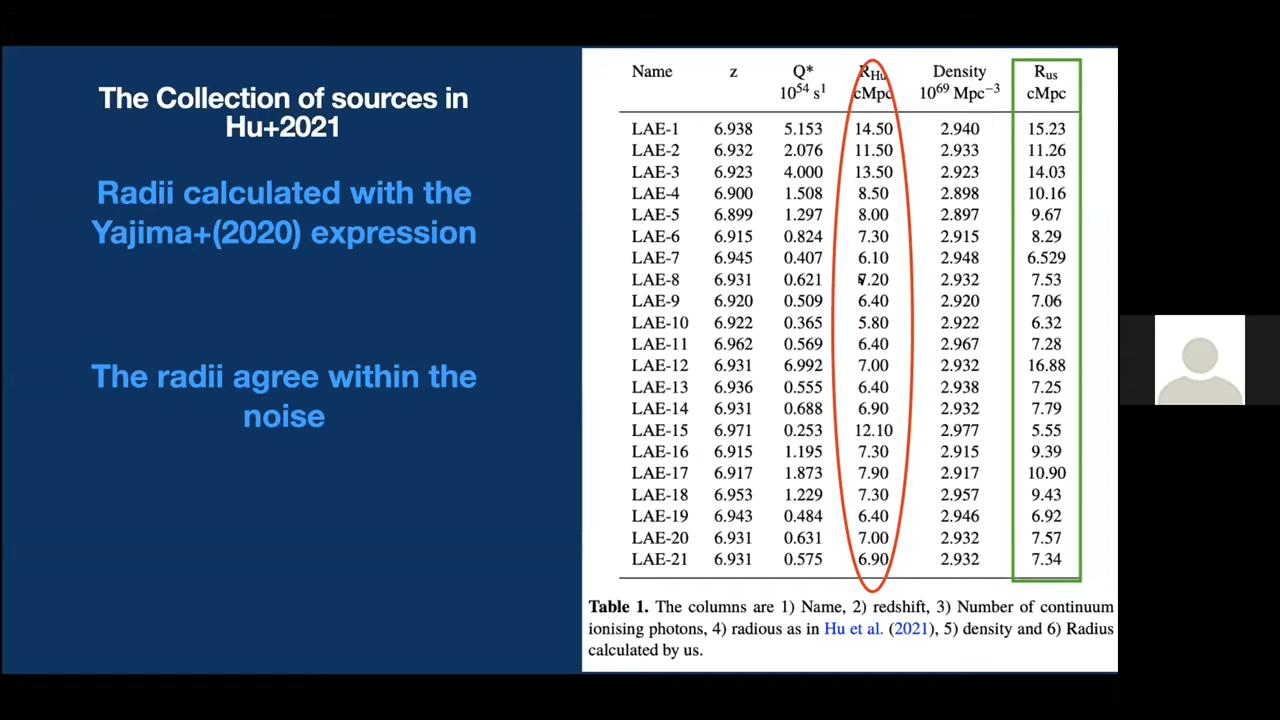 The Collection of sources in
Hu+2021
Radii calculated with the
Yajima+(2020) expression
The radii agree within the
noise
Name z Q* R_Hu Density R_us
10^54 s^1 cMpc 10^69 Mpc^−3 cMpc
LAE-1 6.938 5.153 14.50 2.940 15.23
LAE-2 6.932 2.076 11.50 2.933 11.26
LAE-3 6.923 4.000 13.50 2.923 14.03
LAE-4 6.900 1.508 8.50 2.898 10.16
LAE-5 6.899 1.297 8.00 2.897 9.67
LAE-6 6.915 0.824 7.30 2.915 8.29
LAE-7 6.945 0.407 6.10 2.948 6.529
LAE-8 6.931 0.621 7.20 2.932 7.53
LAE-9 6.920 0.509 6.40 2.920 7.06
LAE-10 6.922 0.365 5.80 2.922 6.32
LAE-11 6.962 0.569 6.40 2.967 7.28
LAE-12 6.931 6.992 7.00 2.932 16.88
LAE-13 6.936 0.555 6.40 2.938 7.25
LAE-14 6.931 0.688 6.90 2.932 7.79
LAE-15 6.971 0.253 12.10 2.977 5.55
LAE-16 6.915 1.195 7.30 2.915 9.39
LAE-17 6.917 1.873 7.90 2.917 10.90
LAE-18 6.953 1.229 7.30 2.957 9.43
LAE-19 6.943 0.484 6.40 2.946 6.92
LAE-20 6.931 0.631 7.00 2.932 7.57
LAE-21 6.931 0.575 6.90 2.932 7.34
Table 1. The columns are 1) Name, 2) redshift, 3) Number of continuum
ionising photons, 4) radious as in Hu et al. (2021), 5) density and 6) Radius
calculated by us.